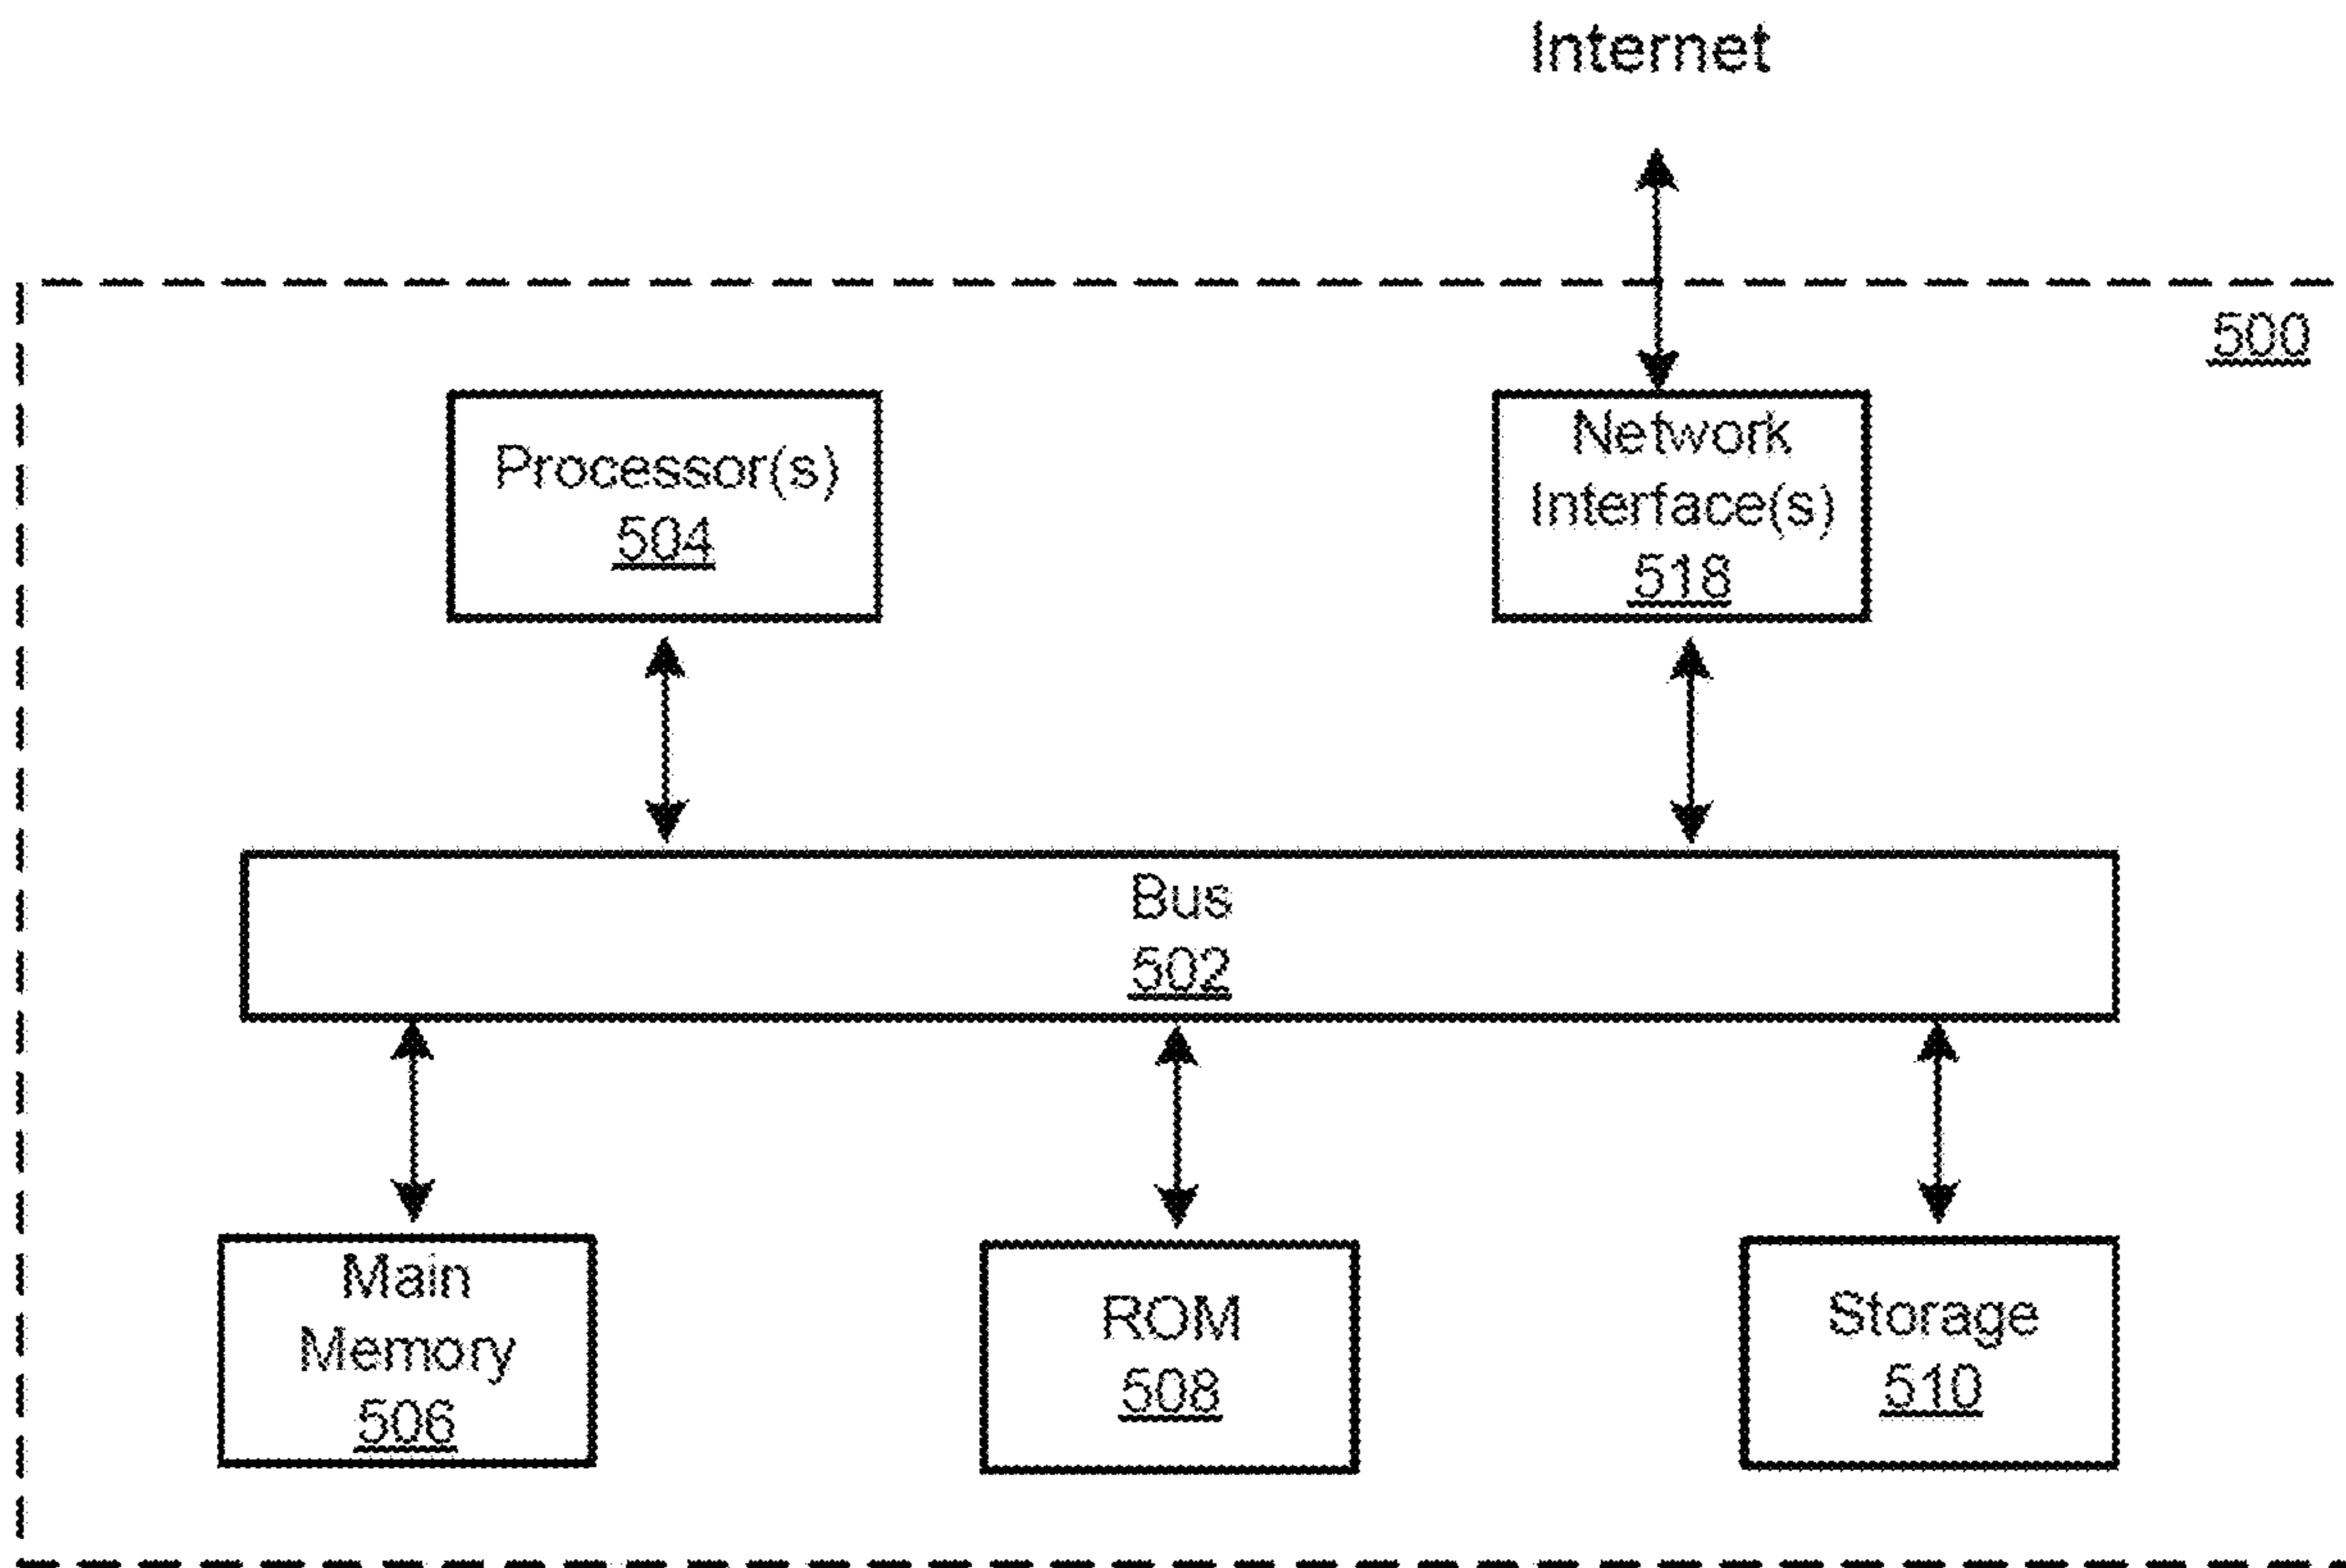 Internet
500
Processor(s)
504
Network
Interface(s)
518
Bus
502
Main
Memory
506
ROM
508
Storage
510